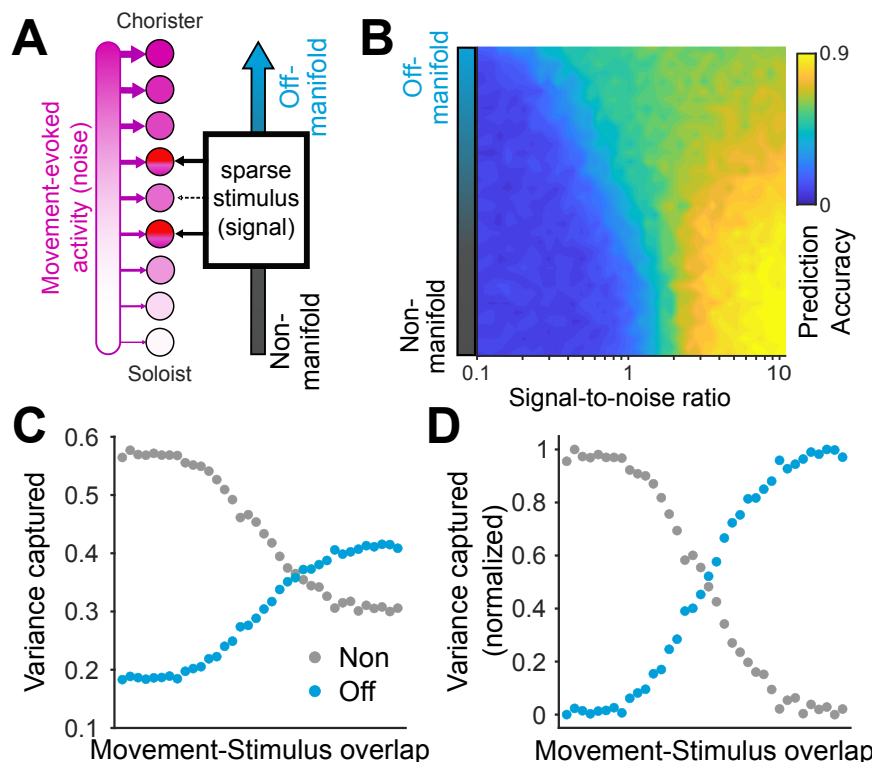 A
Chorister
Movement-evoked
activity (noise)
Off-
manifold
sparse
stimulus
(signal)
Non-
manifold
Soloist
B
Off-
manifold
Non-
manifold
0.9
0
Prediction
Accuracy
0.1
1
10
Signal-to-noise ratio
C
0.6
0.5
0.4
0.3
0.2
0.1
Variance captured
Non
Off
Movement-Stimulus overlap
D
1
0.8
0.6
0.4
0.2
0
Variance captured
(normalized)
Movement-Stimulus overlap